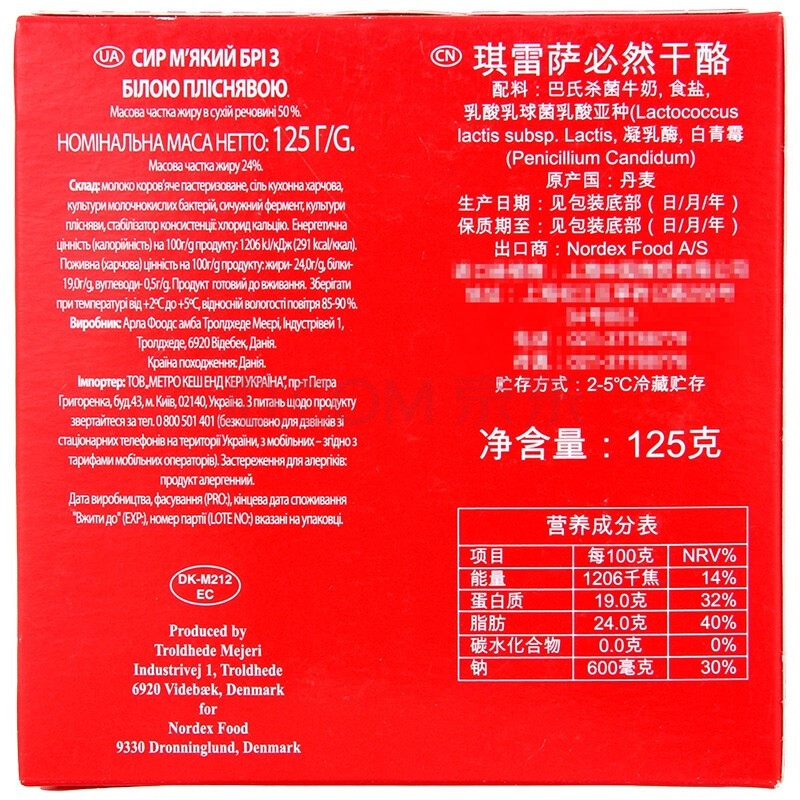 UA СИР М'ЯКИЙ БРІ З
БІЛОЮ ПЛІСНЯВОЮ.
Масова частка жиру в сухій речовині 50 %.
НОМІНАЛЬНА МАСА НЕТТО: 125 Г/G.
Масова частка жиру 24%.
Склад: молоко коров'яче пастеризоване, сіль кухонна харчова,
культури молочнокислих бактерій, сичужний фермент, культури
плісняви, стабілізатор консистенції: хлорид кальцію. Енергетична
цінність (калорійність) на 100г/g продукту: 1206 kJ/кДж (291 kcal/ккал).
Поживна (харчова) цінність на 100г/g продукту: жири- 24,0г/g, білки-
19,0г/g, вуглеводи- 0,5г/g. Продукт готовий до вживання. Зберігати
при температурі від +2°C до +5°C, відносній вологості повітря 85-90 %.
Виробник: Арла Фоодс амба Тролдхеде Меєрі, Індустрівей 1,
Тролдхеде, 6920 Відебек, Данія.
Країна походження: Данія.
Імпортер: ТОВ „МЕТРО КЕШ ЕНД КЕРІ УКРАЇНА", пр-т Петра
Григоренка, буд.43, м. Київ, 02140, Україна. З питань щодо продукту
звертайтеся за тел. 0 800 501 401 (безкоштовно для дзвінків зі
стаціонарних телефонів на території України, з мобільних – згідно з
тарифами мобільних операторів). Застереження для алергіків:
продукт алергенний.
Дата виробництва, фасування (PRO:), кінцева дата споживання
"Вжити до" (EXP:), номер партії (LOTE NO:) вказані на упаковці.
DK-M212
EC
Produced by
Troldhede Mejeri
Industrivej 1, Troldhede
6920 Videbæk, Denmark
for
Nordex Food
9330 Dronninglund, Denmark
CN 琪雷萨必然干酪
配料：巴氏杀菌牛奶, 食盐,
乳酸乳球菌乳酸亚种(Lactococcus
lactis subsp. Lactis, 凝乳酶, 白青霉
(Penicillium Candidum)
原产国：丹麦
生产日期：见包装底部（日/月/年）
保质期至：见包装底部（日/月/年）
出口商：Nordex Food A/S
贮存方式：2-5℃冷藏贮存
净含量：125克
营养成分表
项目 每100克 NRV%
能量 1206千焦 14%
蛋白质 19.0克 32%
脂肪 24.0克 40%
碳水化合物 0.0克 0%
钠 600毫克 30%